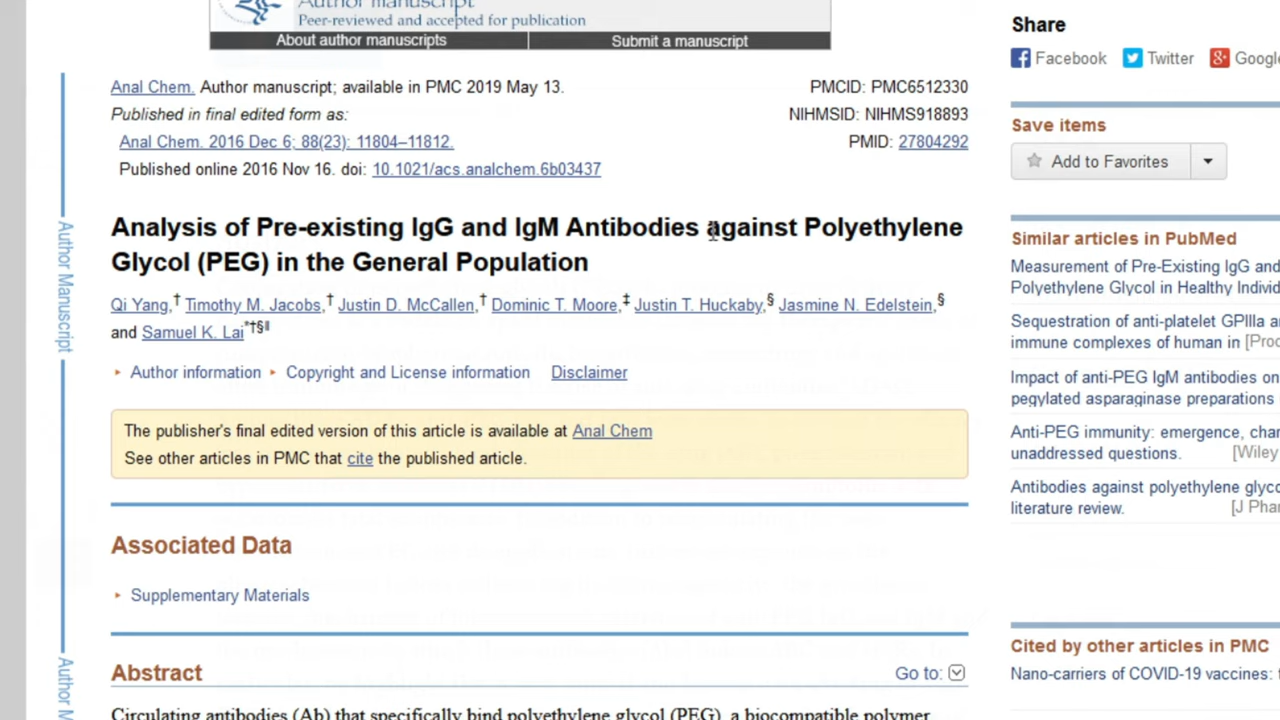 Author manuscript
Peer-reviewed and accepted for publication
About author manuscripts
Submit a manuscript
Anal Chem. Author manuscript; available in PMC 2019 May 13.
PMCID: PMC6512330
Published in final edited form as:
NIHMSID: NIHMS918893
Anal Chem. 2016 Dec 6; 88(23): 11804–11812.
PMID: 27804292
Published online 2016 Nov 16. doi: 10.1021/acs.analchem.6b03437
Analysis of Pre-existing IgG and IgM Antibodies against Polyethylene
Glycol (PEG) in the General Population
Qi Yang,† Timothy M. Jacobs,† Justin D. McCallen,† Dominic T. Moore,‡ Justin T. Huckaby,§ Jasmine N. Edelstein,§
and Samuel K. Lai*†§‖
Author information
Copyright and License information
Disclaimer
The publisher's final edited version of this article is available at Anal Chem
See other articles in PMC that cite the published article.
Associated Data
Supplementary Materials
Abstract
Go to:
Circulating antibodies (Ab) that specifically bind polyethylene glycol (PEG), a biocompatible polymer
Author Manuscript
Author M
Share
Facebook
Twitter
Google
Save items
Add to Favorites
Similar articles in PubMed
Measurement of Pre-Existing IgG and
Polyethylene Glycol in Healthy Individ
Sequestration of anti-platelet GPIIIa a
immune complexes of human in [Proc
Impact of anti-PEG IgM antibodies on
pegylated asparaginase preparations
Anti-PEG immunity: emergence, char
unaddressed questions. [Wiley
Antibodies against polyethylene glyco
literature review. [J Phar
Cited by other articles in PMC
Nano-carriers of COVID-19 vaccines: t